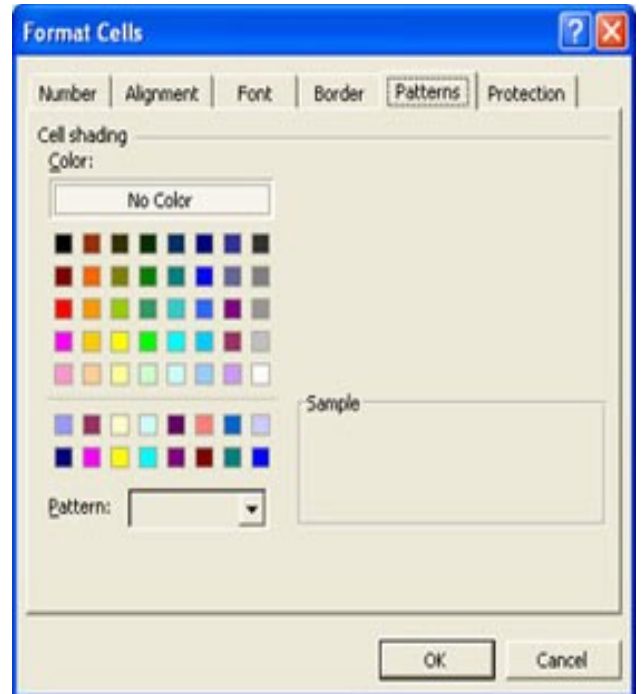 Format Cells
Number Alignment Font Border Patterns Protection
Cell shading
Color:
No Color
Sample
Pattern:
OK Cancel